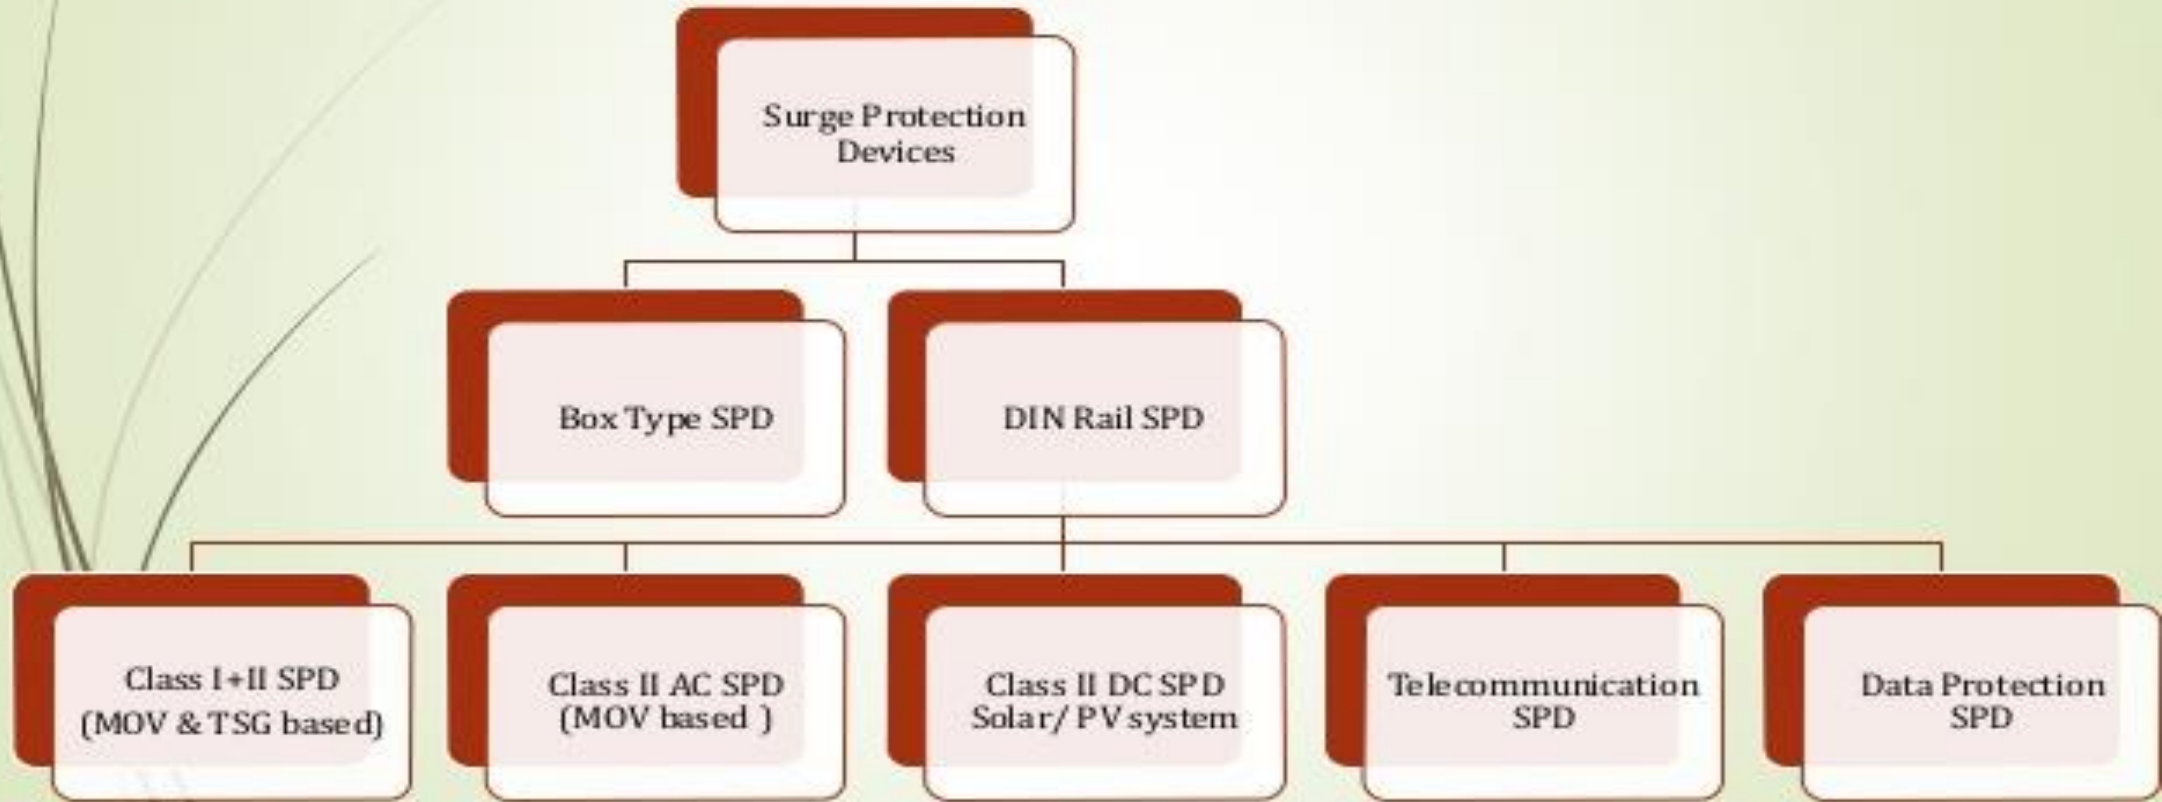 Surge Protection
Devices
Box Type SPD
DIN Rail SPD
Class I+II SPD
(MOV & TSG based)
Class II AC SPD
(MOV based )
Class II DC SPD
Solar/ PV system
Telecommunication
SPD
Data Protection
SPD